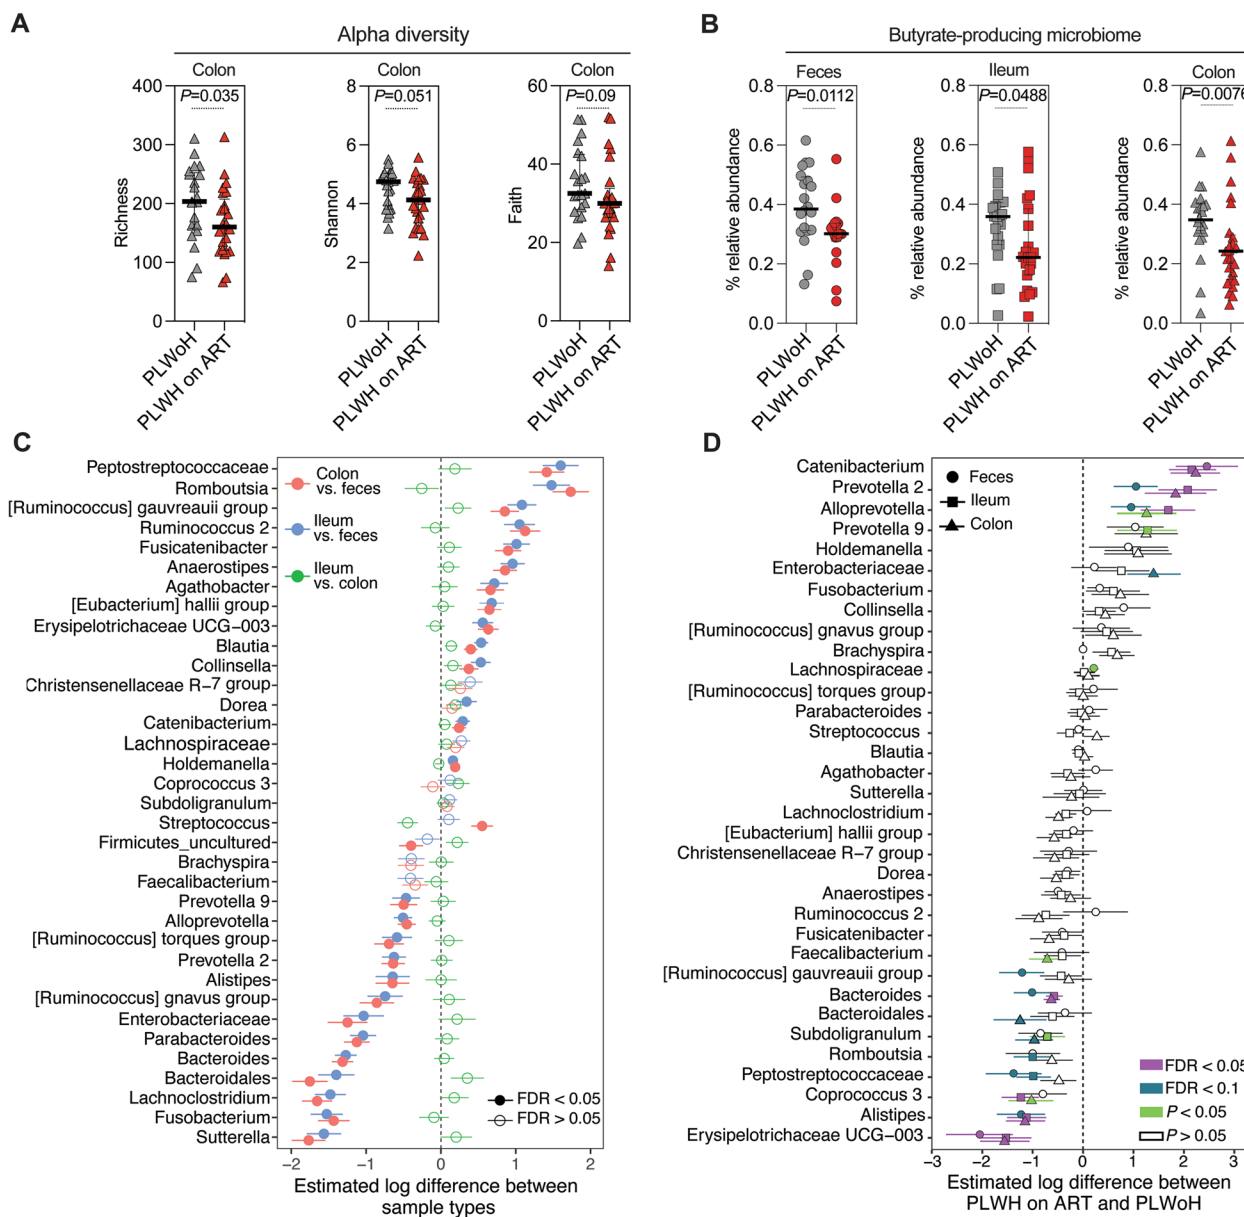 A
Alpha diversity
Colon
Colon
Colon
P=0.035
P=0.051
P=0.09
Richness
400
300
200
100
0
Shannon
8
6
4
2
0
Faith
60
40
20
0
PLWoH
PLWH on ART
PLWoH
PLWH on ART
PLWoH
PLWH on ART
B
Butyrate-producing microbiome
Feces
Ileum
Colon
P=0.0112
P=0.0488
P=0.0076
% relative abundance
0.8
0.6
0.4
0.2
0.0
% relative abundance
0.8
0.6
0.4
0.2
0.0
% relative abundance
0.8
0.6
0.4
0.2
0.0
PLWoH
PLWH on ART
PLWoH
PLWH on ART
PLWoH
PLWH on ART
C
Peptostreptococcaceae
Romboutsia
[Ruminococcus] gauvreauii group
Ruminococcus 2
Fusicatenibacter
Anaerostipes
Agathobacter
[Eubacterium] hallii group
Erysipelotrichaceae UCG−003
Blautia
Collinsella
Christensenellaceae R−7 group
Dorea
Catenibacterium
Lachnospiraceae
Holdemanella
Coprococcus 3
Subdoligranulum
Streptococcus
Firmicutes_uncultured
Brachyspira
Faecalibacterium
Prevotella 9
Alloprevotella
[Ruminococcus] torques group
Prevotella 2
Alistipes
[Ruminococcus] gnavus group
Enterobacteriaceae
Parabacteroides
Bacteroides
Bacteroidales
Lachnoclostridium
Fusobacterium
Sutterella
Colon
vs. feces
Ileum
vs. feces
Ileum
vs. colon
FDR < 0.05
FDR > 0.05
−2
−1
0
1
2
Estimated log difference between
sample types
D
Catenibacterium
Prevotella 2
Alloprevotella
Prevotella 9
Holdemanella
Enterobacteriaceae
Fusobacterium
Collinsella
[Ruminococcus] gnavus group
Brachyspira
Lachnospiraceae
[Ruminococcus] torques group
Parabacteroides
Streptococcus
Blautia
Agathobacter
Sutterella
Lachnoclostridium
[Eubacterium] hallii group
Christensenellaceae R−7 group
Dorea
Anaerostipes
Ruminococcus 2
Fusicatenibacter
Faecalibacterium
[Ruminococcus] gauvreauii group
Bacteroides
Bacteroidales
Subdoligranulum
Romboutsia
Peptostreptococcaceae
Coprococcus 3
Alistipes
Erysipelotrichaceae UCG−003
Feces
Ileum
Colon
FDR < 0.05
FDR < 0.1
P < 0.05
P > 0.05
−3
−2
−1
0
1
2
3
Estimated log difference between
PLWH on ART and PLWoH